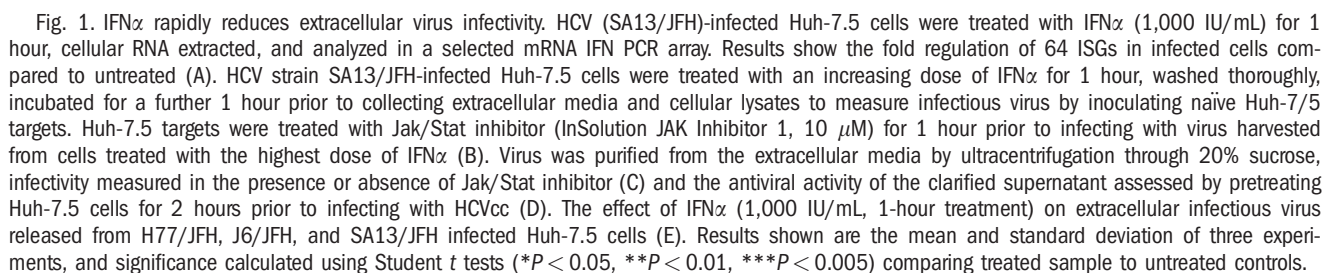 Fig. 1. IFNα rapidly reduces extracellular virus infectivity. HCV (SA13/JFH)-infected Huh-7.5 cells were treated with IFNα (1,000 IU/mL) for 1
hour, cellular RNA extracted, and analyzed in a selected mRNA IFN PCR array. Results show the fold regulation of 64 ISGs in infected cells com-
pared to untreated (A). HCV strain SA13/JFH-infected Huh-7.5 cells were treated with an increasing dose of IFNα for 1 hour, washed thoroughly,
incubated for a further 1 hour prior to collecting extracellular media and cellular lysates to measure infectious virus by inoculating naïve Huh-7/5
targets. Huh-7.5 targets were treated with Jak/Stat inhibitor (InSolution JAK Inhibitor 1, 10 μM) for 1 hour prior to infecting with virus harvested
from cells treated with the highest dose of IFNα (B). Virus was purified from the extracellular media by ultracentrifugation through 20% sucrose,
infectivity measured in the presence or absence of Jak/Stat inhibitor (C) and the antiviral activity of the clarified supernatant assessed by pretreating
Huh-7.5 cells for 2 hours prior to infecting with HCVcc (D). The effect of IFNα (1,000 IU/mL, 1-hour treatment) on extracellular infectious virus
released from H77/JFH, J6/JFH, and SA13/JFH infected Huh-7.5 cells (E). Results shown are the mean and standard deviation of three experi-
ments, and significance calculated using Student t tests (*P < 0.05, **P < 0.01, ***P < 0.005) comparing treated sample to untreated controls.